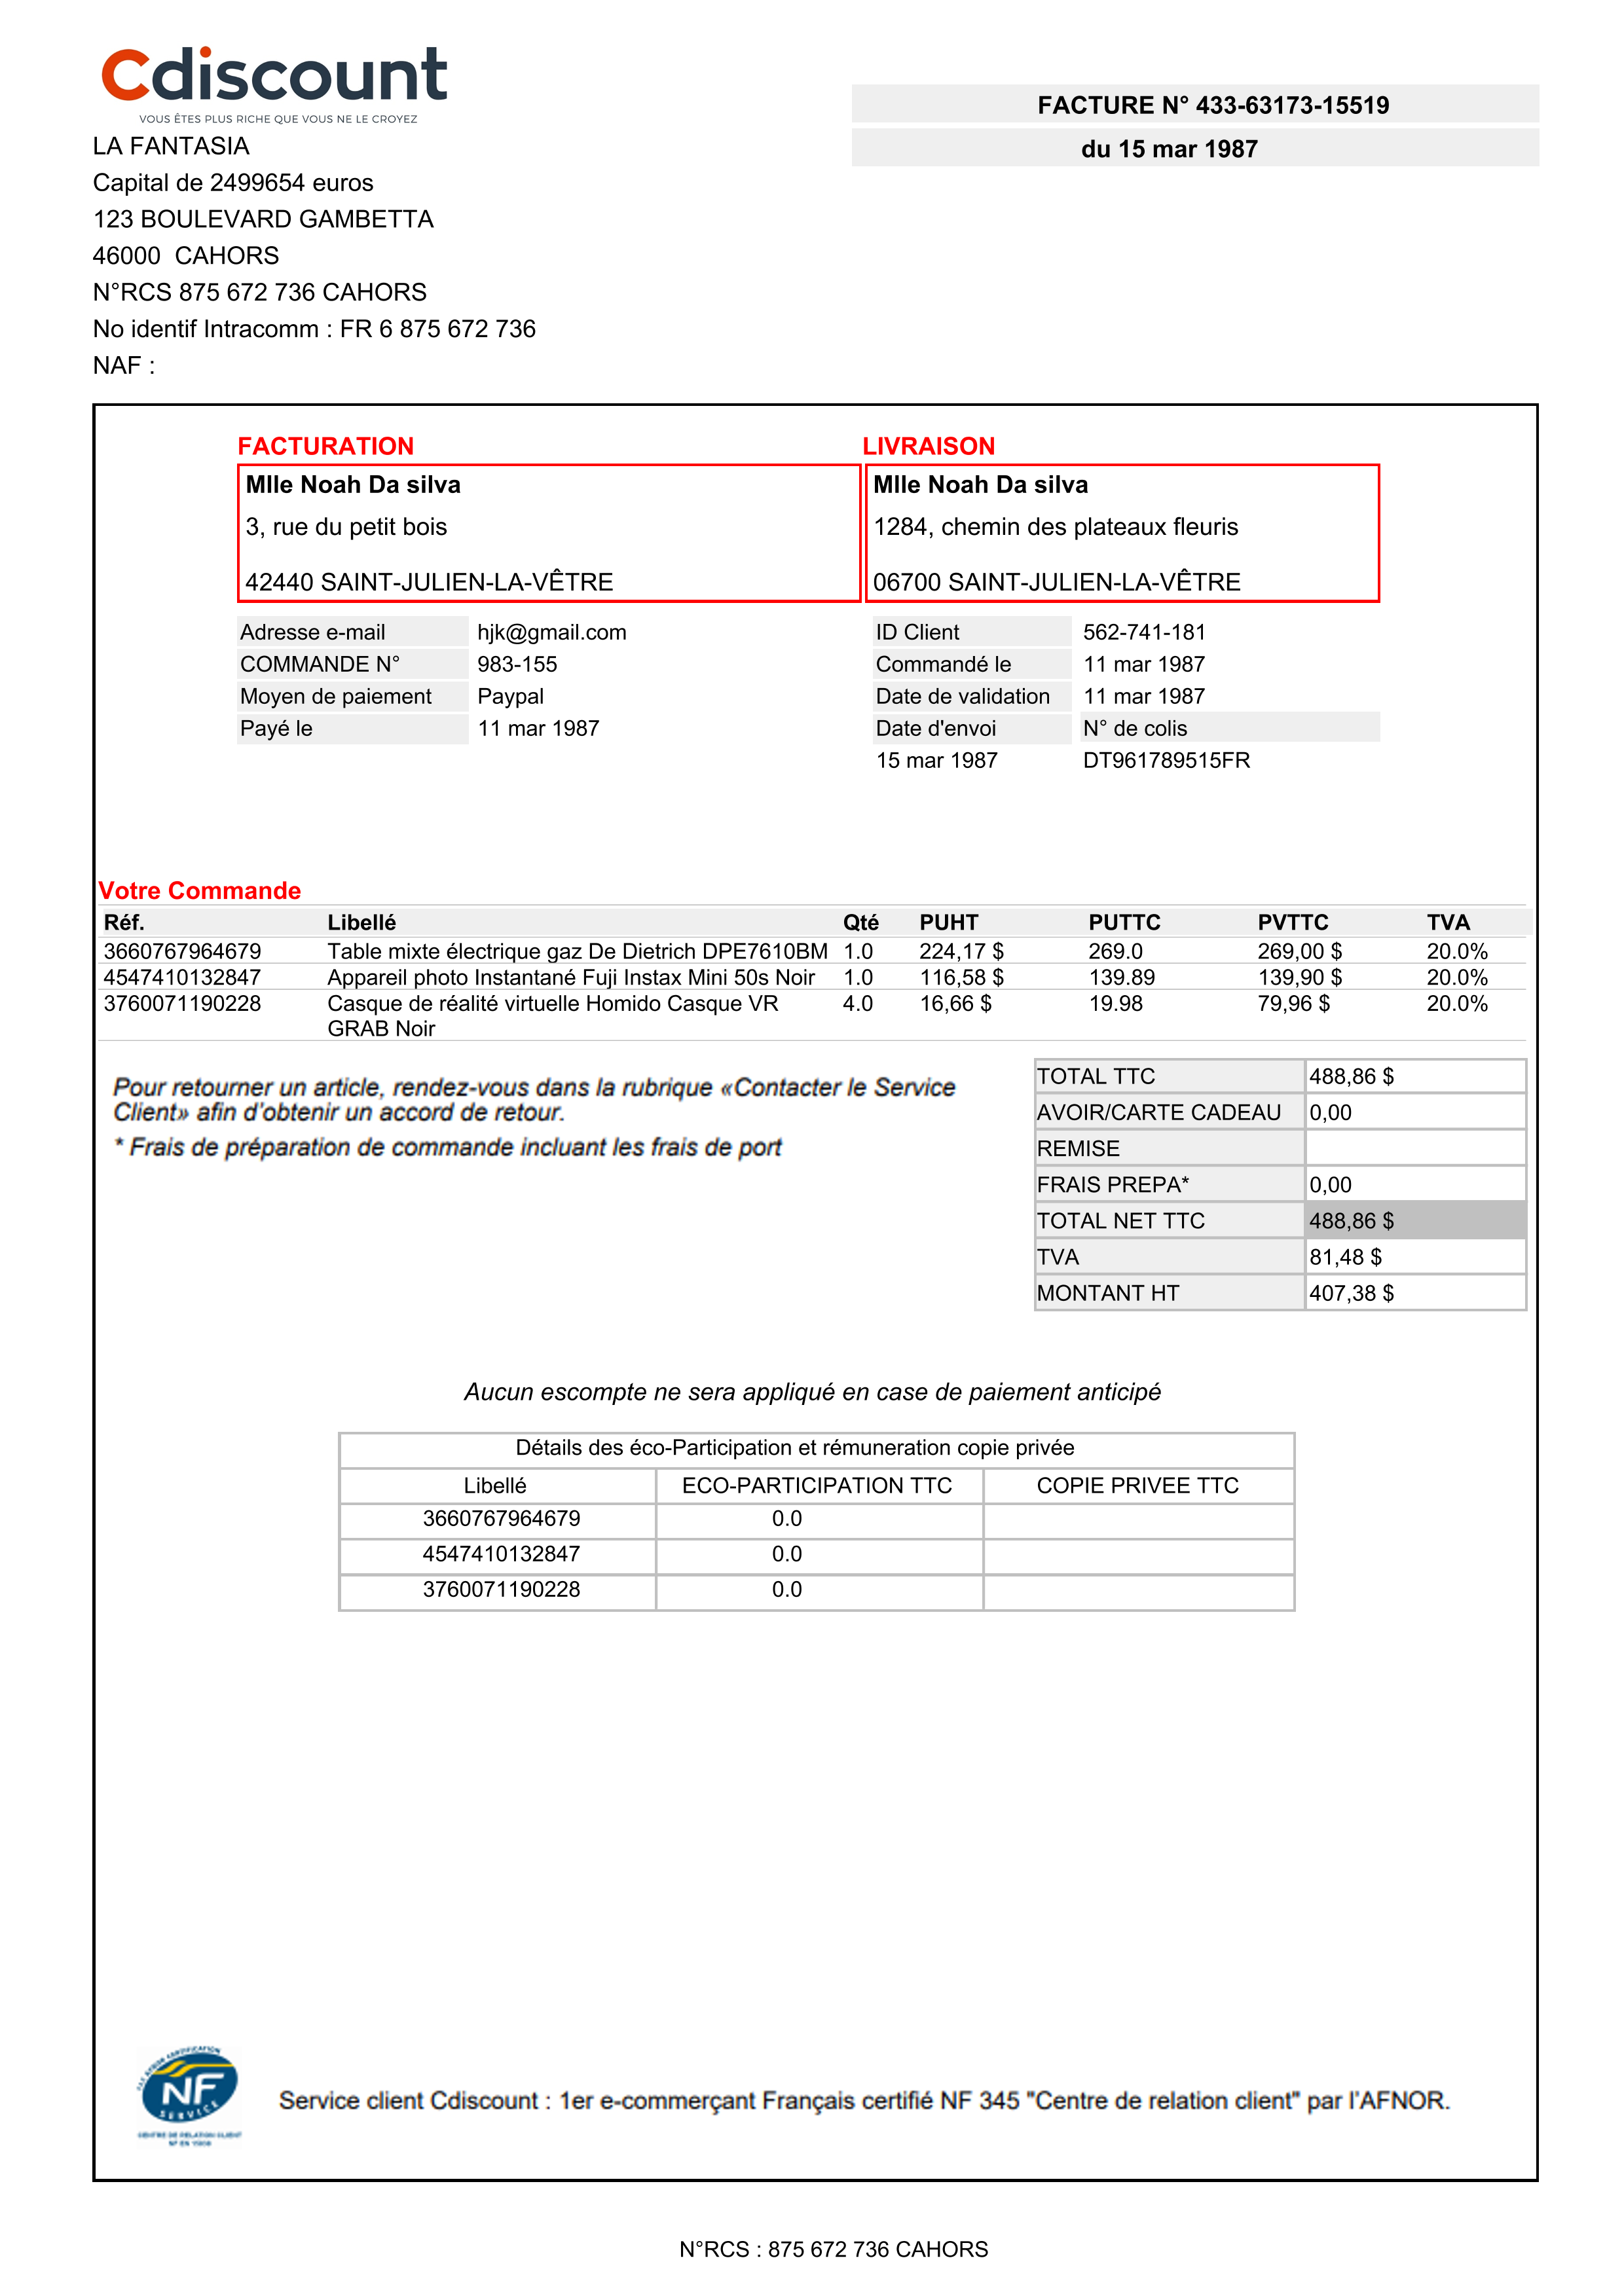 Cdiscount
VOUS ÊTES PLUS RICHE QUE VOUS NE LE CROYEZ
FACTURE N° 433-63173-15519
du 15 mar 1987
LA FANTASIA
Capital de 2499654 euros
123 BOULEVARD GAMBETTA
46000 CAHORS
N°RCS 875 672 736 CAHORS
No identif Intracomm : FR 6 875 672 736
NAF :
FACTURATION
Mlle Noah Da silva
3, rue du petit bois
42440 SAINT-JULIEN-LA-VÊTRE
LIVRAISON
Mlle Noah Da silva
1284, chemin des plateaux fleuris
06700 SAINT-JULIEN-LA-VÊTRE
Adresse e-mail hjk@gmail.com
COMMANDE N° 983-155
Moyen de paiement Paypal
Payé le 11 mar 1987
ID Client 562-741-181
Commandé le 11 mar 1987
Date de validation 11 mar 1987
Date d'envoi N° de colis
15 mar 1987 DT961789515FR
Votre Commande
Réf. Libellé Qté PUHT PUTTC PVTTC TVA
3660767964679 Table mixte électrique gaz De Dietrich DPE7610BM 1.0 224,17 $ 269.0 269,00 $ 20.0%
4547410132847 Appareil photo Instantané Fuji Instax Mini 50s Noir 1.0 116,58 $ 139.89 139,90 $ 20.0%
3760071190228 Casque de réalité virtuelle Homido Casque VR 4.0 16,66 $ 19.98 79,96 $ 20.0%
GRAB Noir
Pour retourner un article, rendez-vous dans la rubrique «Contacter le Service
Client» afin d'obtenir un accord de retour.
* Frais de préparation de commande incluant les frais de port
TOTAL TTC 488,86 $
AVOIR/CARTE CADEAU 0,00
REMISE
FRAIS PREPA* 0,00
TOTAL NET TTC 488,86 $
TVA 81,48 $
MONTANT HT 407,38 $
Aucun escompte ne sera appliqué en case de paiement anticipé
Détails des éco-Participation et rémuneration copie privée
Libellé ECO-PARTICIPATION TTC COPIE PRIVEE TTC
3660767964679 0.0
4547410132847 0.0
3760071190228 0.0
NF
SERVICE
CENTRE DE RELATION CLIENT
Service client Cdiscount : 1er e-commerçant Français certifié NF 345 "Centre de relation client" par l'AFNOR.
N°RCS : 875 672 736 CAHORS